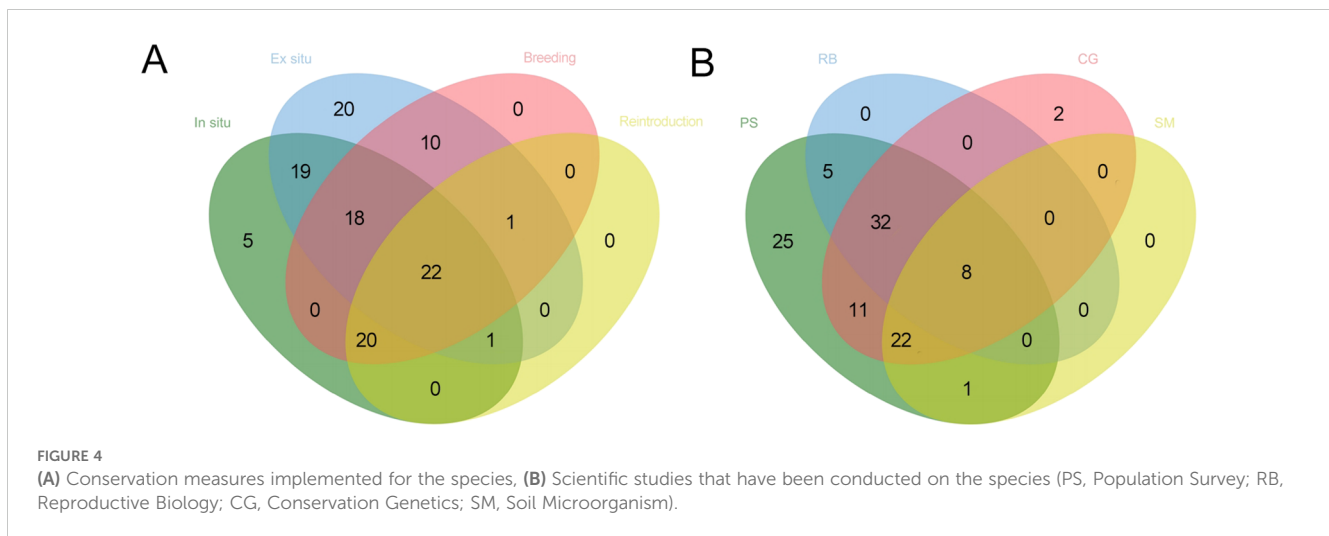 A
B
Ex situ
Breeding
RB
CG
20
0
0
2
In situ
Reintroduction
PS
SM
10
0
19
0
5
0
18
1
32
0
5
0
25
0
22
8
0
0
11
0
20
1
22
0
0
1
FIGURE 4
(A) Conservation measures implemented for the species, (B) Scientific studies that have been conducted on the species (PS, Population Survey; RB,
Reproductive Biology; CG, Conservation Genetics; SM, Soil Microorganism).